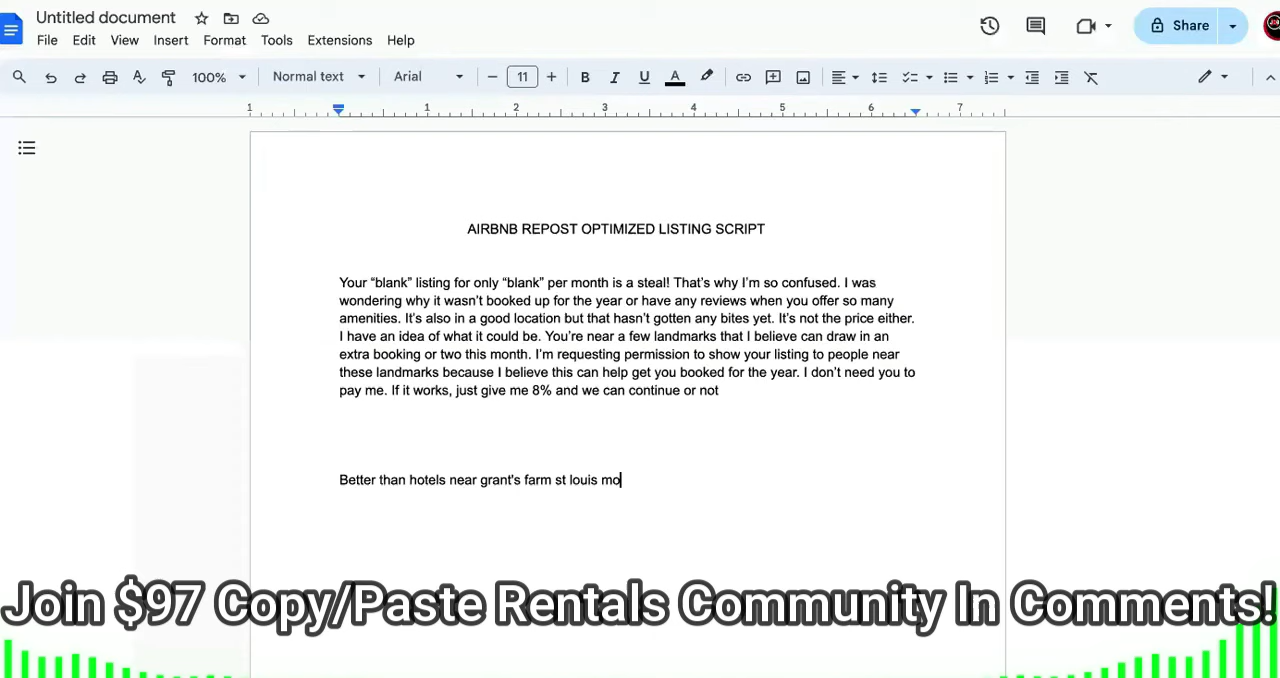 Untitled document
File Edit View Insert Format Tools Extensions Help
Share
100% Normal text Arial 11
1 1 2 3 4 5 6 7
AIRBNB REPOST OPTIMIZED LISTING SCRIPT
Your “blank” listing for only “blank” per month is a steal! That’s why I’m so confused. I was
wondering why it wasn’t booked up for the year or have any reviews when you offer so many
amenities. It’s also in a good location but that hasn’t gotten any bites yet. It’s not the price either.
I have an idea of what it could be. You’re near a few landmarks that I believe can draw in an
extra booking or two this month. I’m requesting permission to show your listing to people near
these landmarks because I believe this can help get you booked for the year. I don’t need you to
pay me. If it works, just give me 8% and we can continue or not
Better than hotels near grant's farm st louis mo
Join $97 Copy/Paste Rentals Community In Comments!